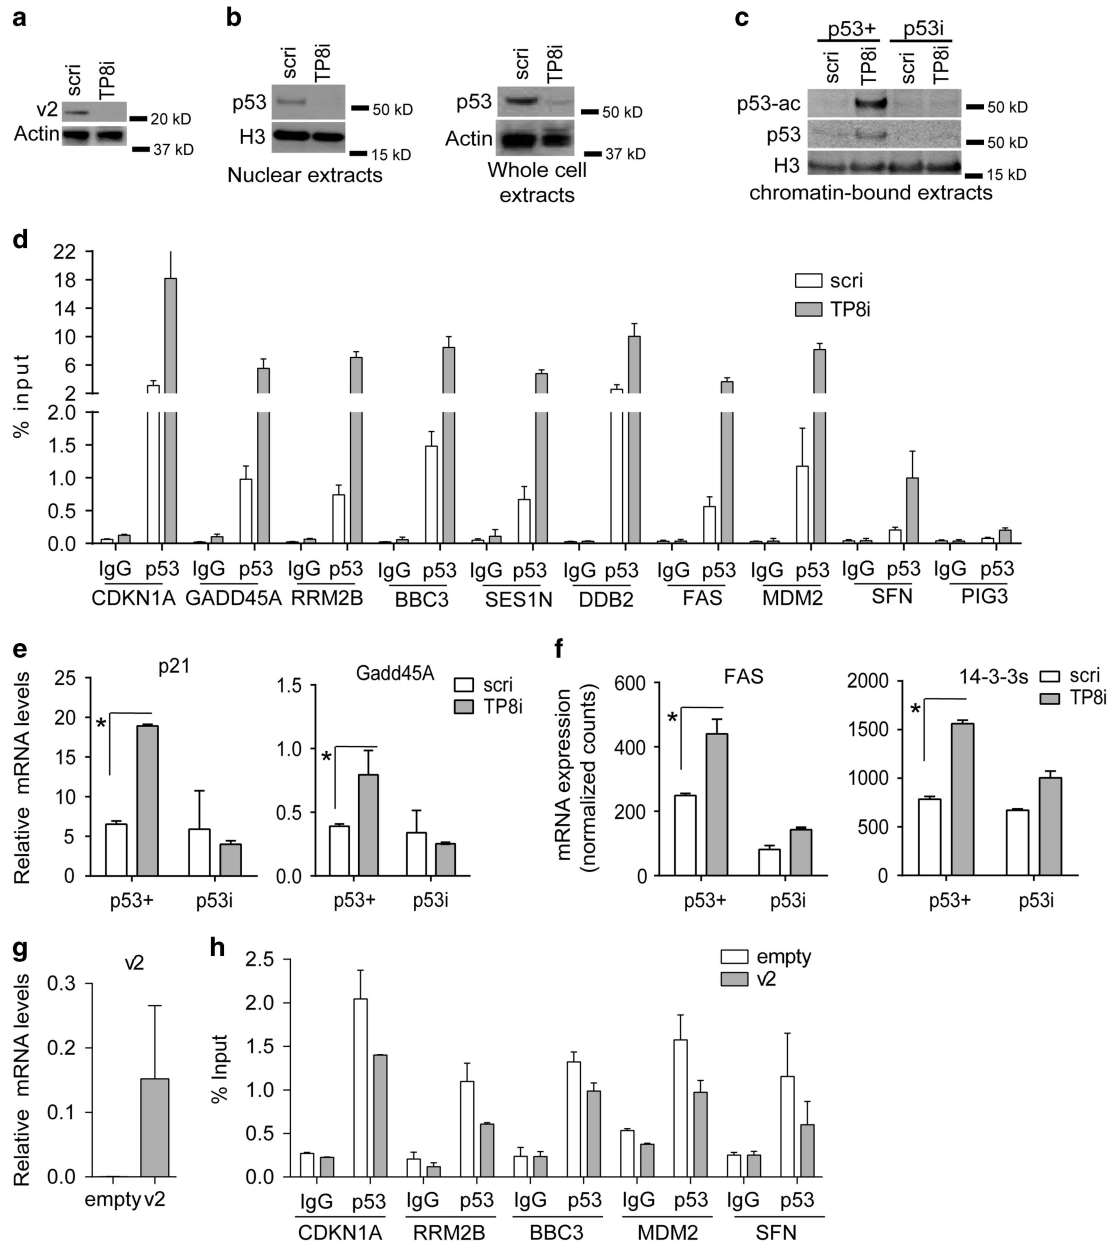 a
scri
TP8i
v2
20 kD
Actin
37 kD
b
scri
TP8i
p53
50 kD
H3
15 kD
Nuclear extracts
scri
TP8i
p53
50 kD
Actin
37 kD
Whole cell
extracts
c
p53+ p53i
scri
TP8i
scri
TP8i
p53-ac
50 kD
p53
50 kD
H3
15 kD
chromatin-bound extracts
d
% input
22
18
14
10
6
2
2.0
1.5
1.0
0.5
0.0
scri
TP8i
IgG p53 IgG p53 IgG p53 IgG p53 IgG p53 IgG p53 IgG p53 IgG p53 IgG p53 IgG p53
CDKN1A GADD45A RRM2B BBC3 SES1N DDB2 FAS MDM2 SFN PIG3
e
Relative mRNA levels
p21
25
20
15
10
5
0
*
p53+ p53i
Gadd45A
1.5
1.0
0.5
0.0
*
p53+ p53i
scri
TP8i
f
mRNA expression
(normalized counts)
FAS
600
400
200
0
*
p53+ p53i
14-3-3s
2000
1500
1000
500
0
*
p53+ p53i
scri
TP8i
g
Relative mRNA levels
v2
0.3
0.2
0.1
0.0
empty v2
h
% Input
2.5
2.0
1.5
1.0
0.5
0.0
empty
v2
IgG p53 IgG p53 IgG p53 IgG p53 IgG p53
CDKN1A RRM2B BBC3 MDM2 SFN